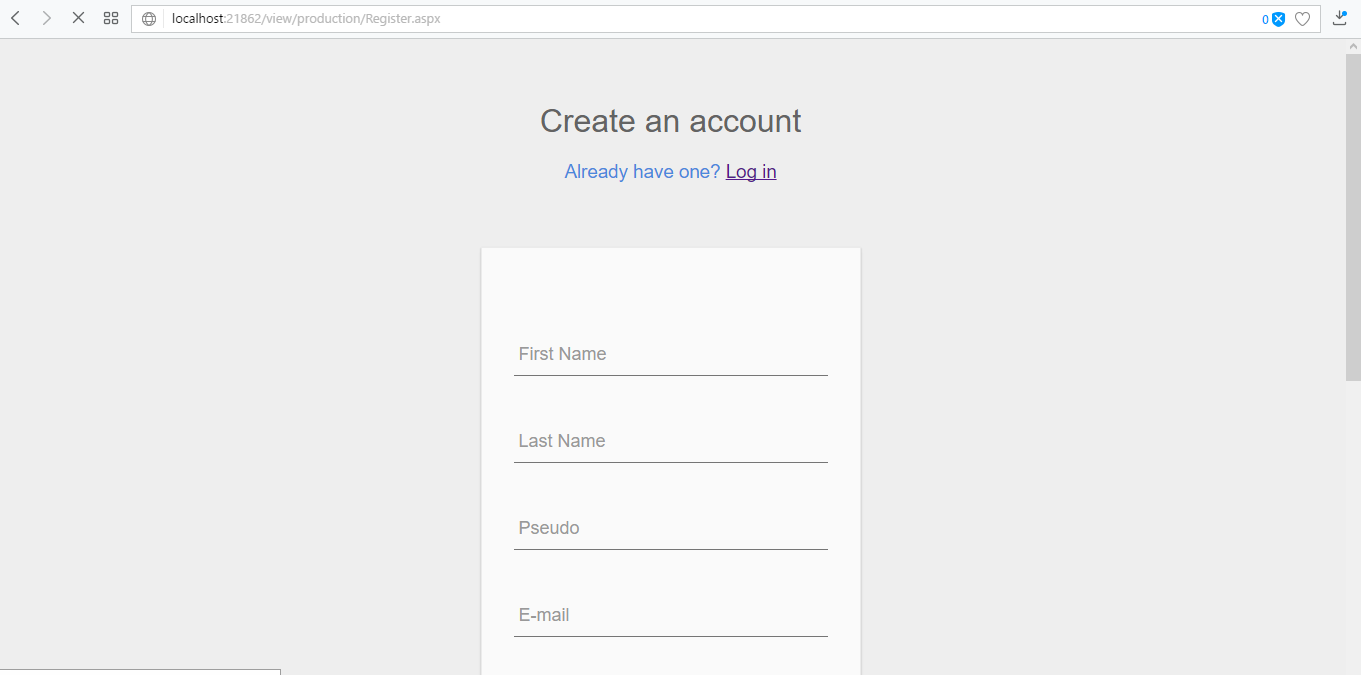 localhost:21862/view/production/Register.aspx
0
Create an account
Already have one? Log in
First Name
Last Name
Pseudo
E-mail